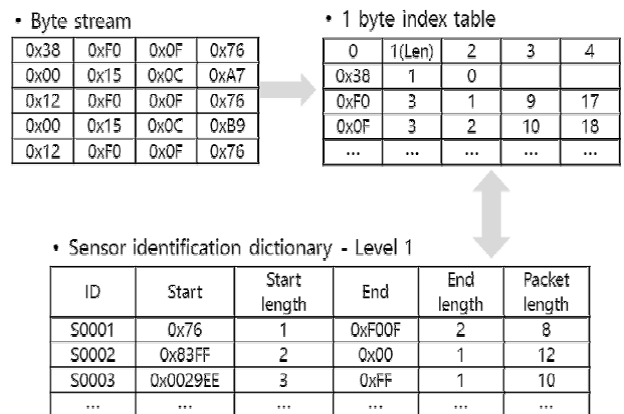 • Byte stream
0x38 0xF0 0x0F 0x76
0x00 0x15 0x0C 0xA7
0x12 0xF0 0x0F 0x76
0x00 0x15 0x0C 0xB9
0x12 0xF0 0x0F 0x76
• 1 byte index table
0 1(Len) 2 3 4
0x38 1 0
0xF0 3 1 9 17
0x0F 3 2 10 18
... ... ... ... ...
• Sensor identification dictionary - Level 1
ID Start Start length End End length Packet length
S0001 0x76 1 0xF00F 2 8
S0002 0x83FF 2 0x00 1 12
S0003 0x0029EE 3 0xFF 1 10
... ... ... ... ... ...